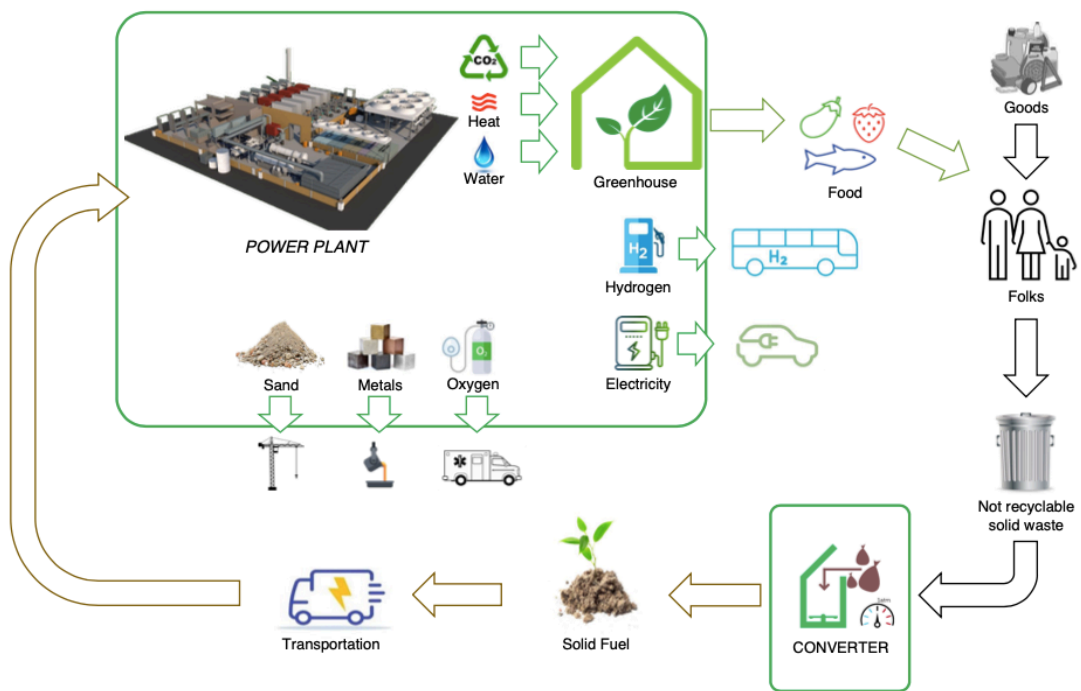 CO₂
Heat
Water
Greenhouse
POWER PLANT
Food
Goods
Folks
H₂
Hydrogen
H₂
Electricity
Sand
Metals
O₂
Oxygen
Not recyclable
solid waste
CONVERTER
Solid Fuel
Transportation